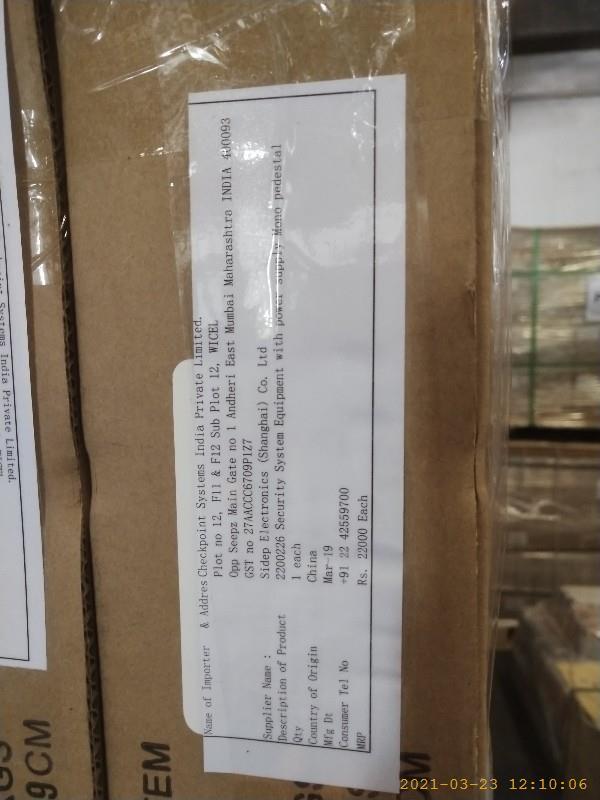 Name of Importer & Addres Checkpoint Systems India Private Limited.
Plot no 12, F11 & F12 Sub Plot 12, WICEL
Opp Seepz Main Gate no 1 Andheri East Mumbai Maharashtra INDIA 400093
GST no 27AACCC6709P1Z7
Supplier Name : Sidep Electronics (Shanghai) Co. Ltd
Description of Product 2200226 Security System Equipment with power supply Mono pedestal
Qty 1 each
Country of Origin China
Mfg Dt Mar-19
Consumer Tel No +91 22 42559700
MRP Rs. 22000 Each
Systems India Private Limited.
9CM
TEM
2021-03-23 12:10:06